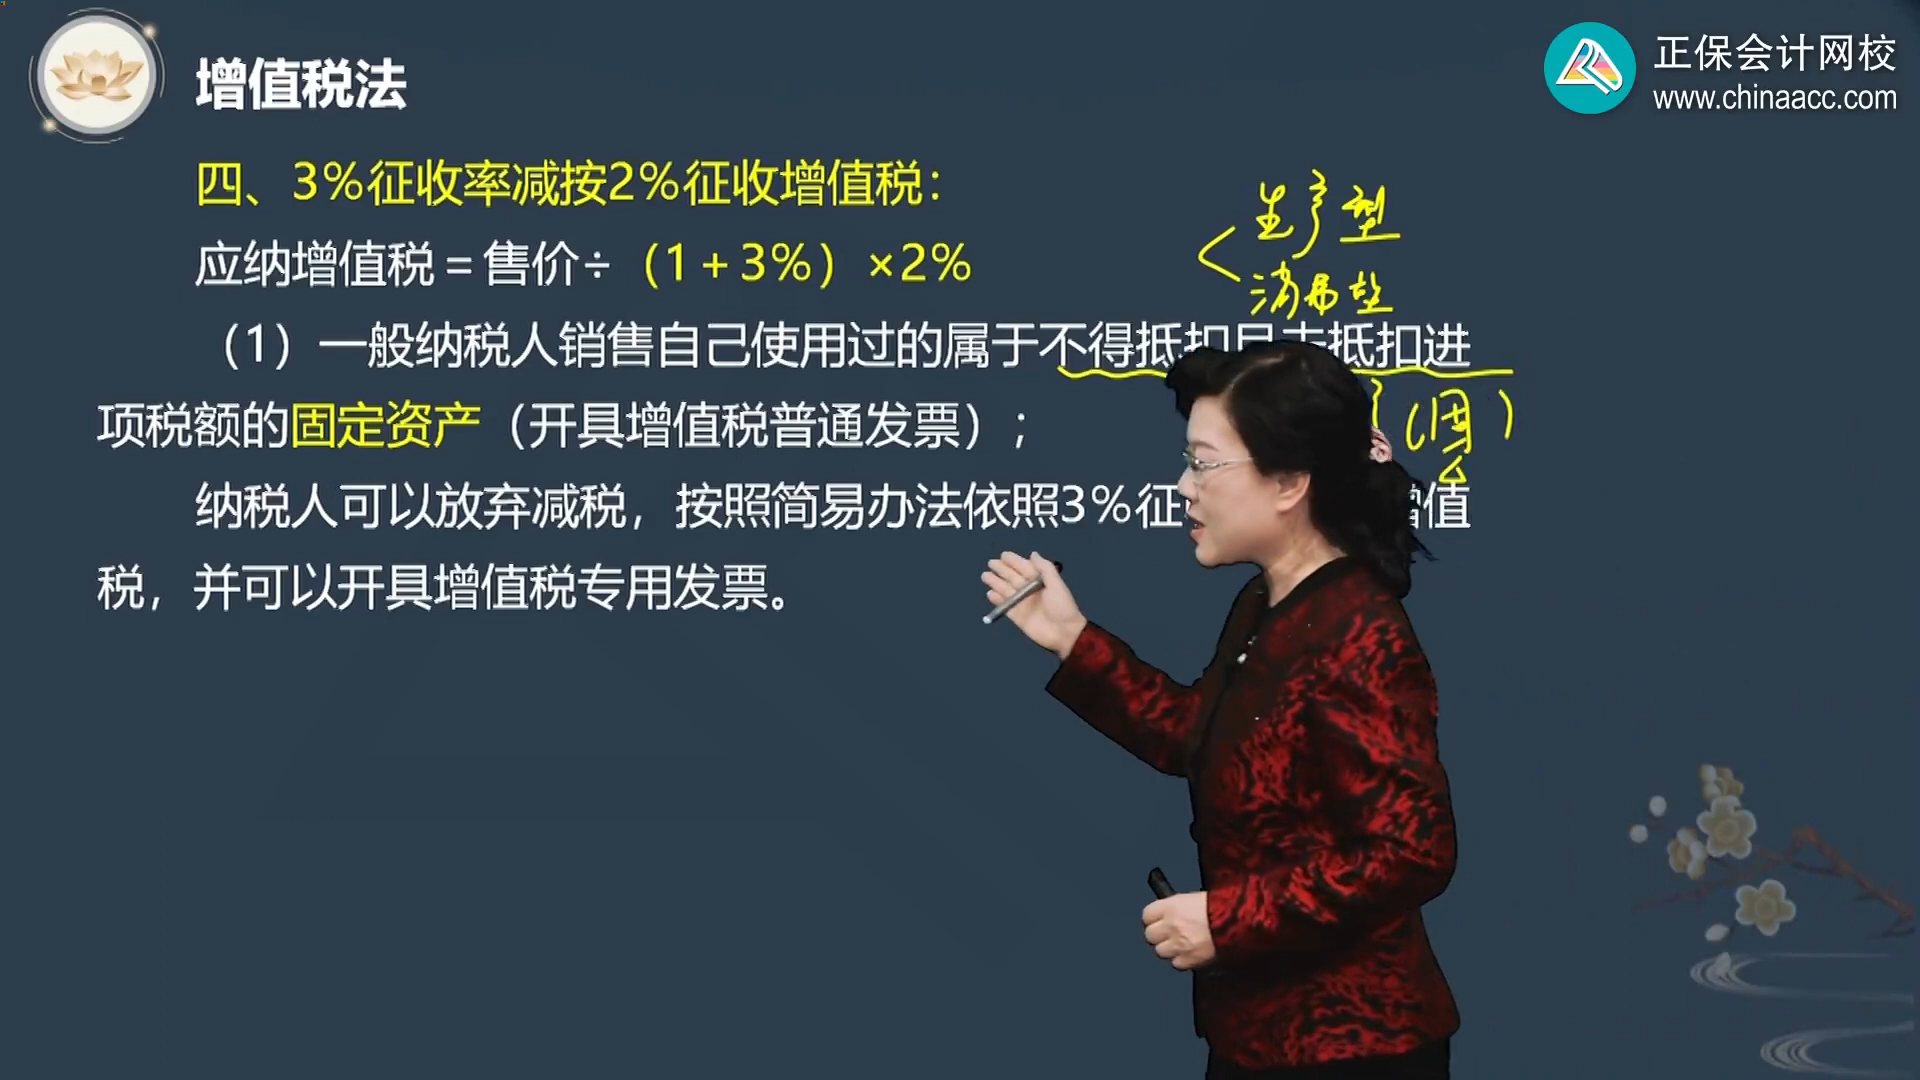 正保会计网校
www.chinaacc.com
增值税法
四、3%征收率减按2%征收增值税：
应纳增值税＝售价÷（1＋3%）×2%
生产型
消费型
（1）一般纳税人销售自己使用过的属于不得抵扣且未抵扣进
项税额的固定资产（开具增值税普通发票）；
纳税人可以放弃减税，按照简易办法依照3%征 增值
税，并可以开具增值税专用发票。